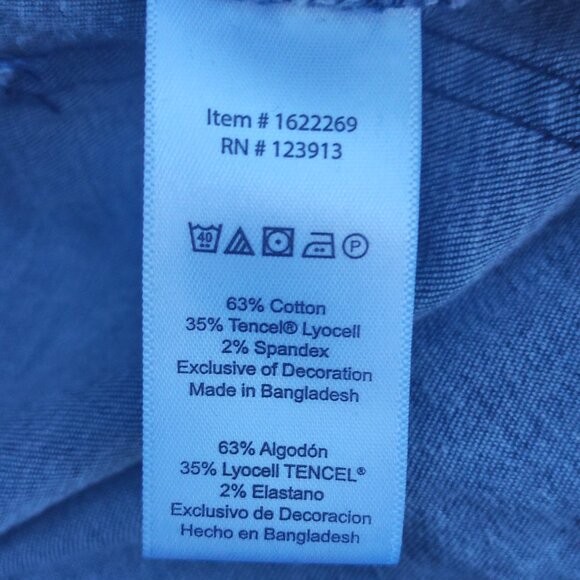 Item # 1622269
RN # 123913
40 P
63% Cotton
35% Tencel® Lyocell
2% Spandex
Exclusive of Decoration
Made in Bangladesh
63% Algodón
35% Lyocell TENCEL®
2% Elastano
Exclusivo de Decoracion
Hecho en Bangladesh